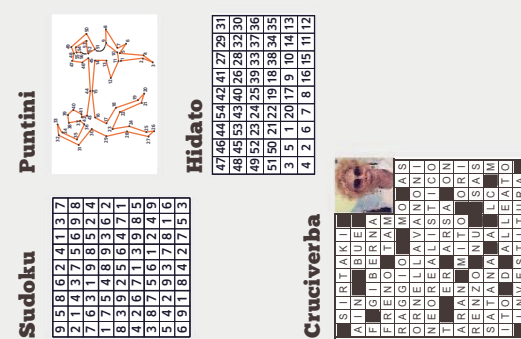 Sudoku
9 5 8 6 2 4 1 3 7
2 1 4 3 7 5 6 9 8
7 6 3 1 9 8 5 2 4
1 7 5 4 8 9 3 6 2
8 3 9 2 5 6 4 7 1
4 2 6 7 1 3 9 8 5
3 8 7 5 6 1 2 4 9
5 4 2 9 3 7 8 1 6
6 9 1 8 4 2 7 5 3
Puntini
Hidato
47 46 44 54 42 41 27 29 31
48 45 53 43 40 26 28 32 30
49 52 23 24 25 39 33 37 36
51 50 21 22 19 18 38 34 35
3 5 1 20 17 9 10 14 13
4 2 6 7 8 16 15 11 12
Cruciverba
S I R T A K I
A I N B U E
F G I B E R N A
F R E N O T A M
R A G G I O M O A S
O R N E L L A V A N O N I
N E O R E A L I S T I C O
T E R A R S A O N
A R A N M I T O O R I
R E N Z O N U S A S
S A T A N A L C M
I T O D A L L E A T O
I N V E S T I T U R A